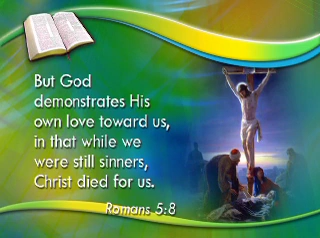 But God
demonstrates His
own love toward us,
in that while we
were still sinners,
Christ died for us.
Romans 5:8